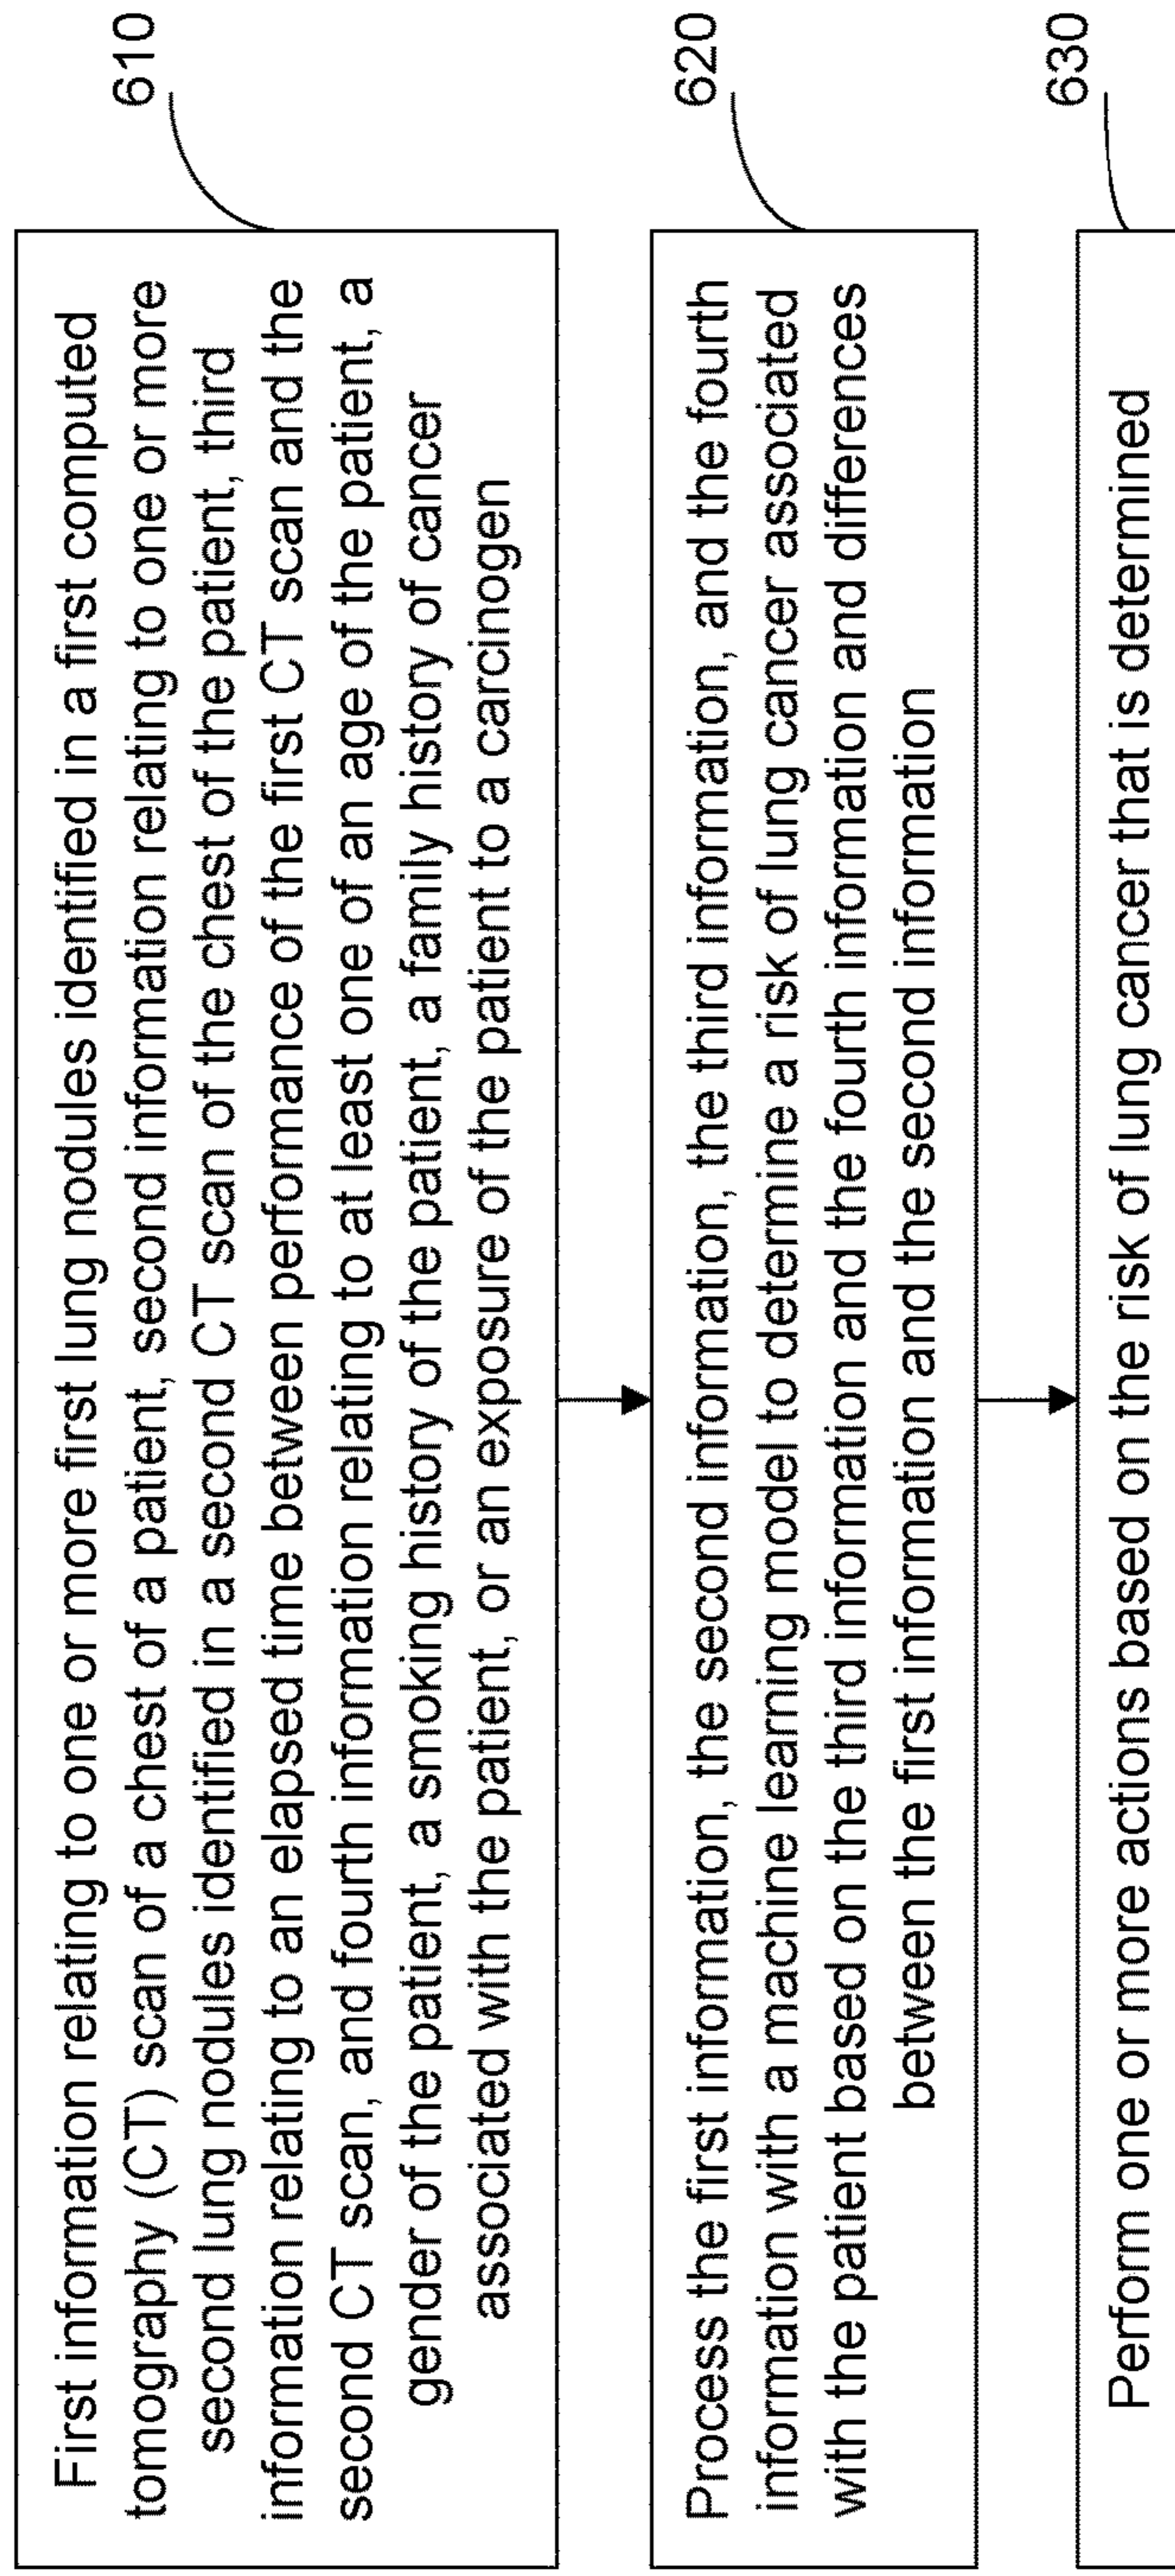 First information relating to one or more first lung nodules identified in a first computed
tomography (CT) scan of a chest of a patient, second information relating to one or more
second lung nodules identified in a second CT scan of the chest of the patient, third
information relating to an elapsed time between performance of the first CT scan and the
second CT scan, and fourth information relating to at least one of an age of the patient, a
gender of the patient, a smoking history of the patient, a family history of cancer
associated with the patient, or an exposure of the patient to a carcinogen
610
Process the first information, the second information, the third information, and the fourth
information with a machine learning model to determine a risk of lung cancer associated
with the patient based on the third information and the fourth information and differences
between the first information and the second information
620
Perform one or more actions based on the risk of lung cancer that is determined
630